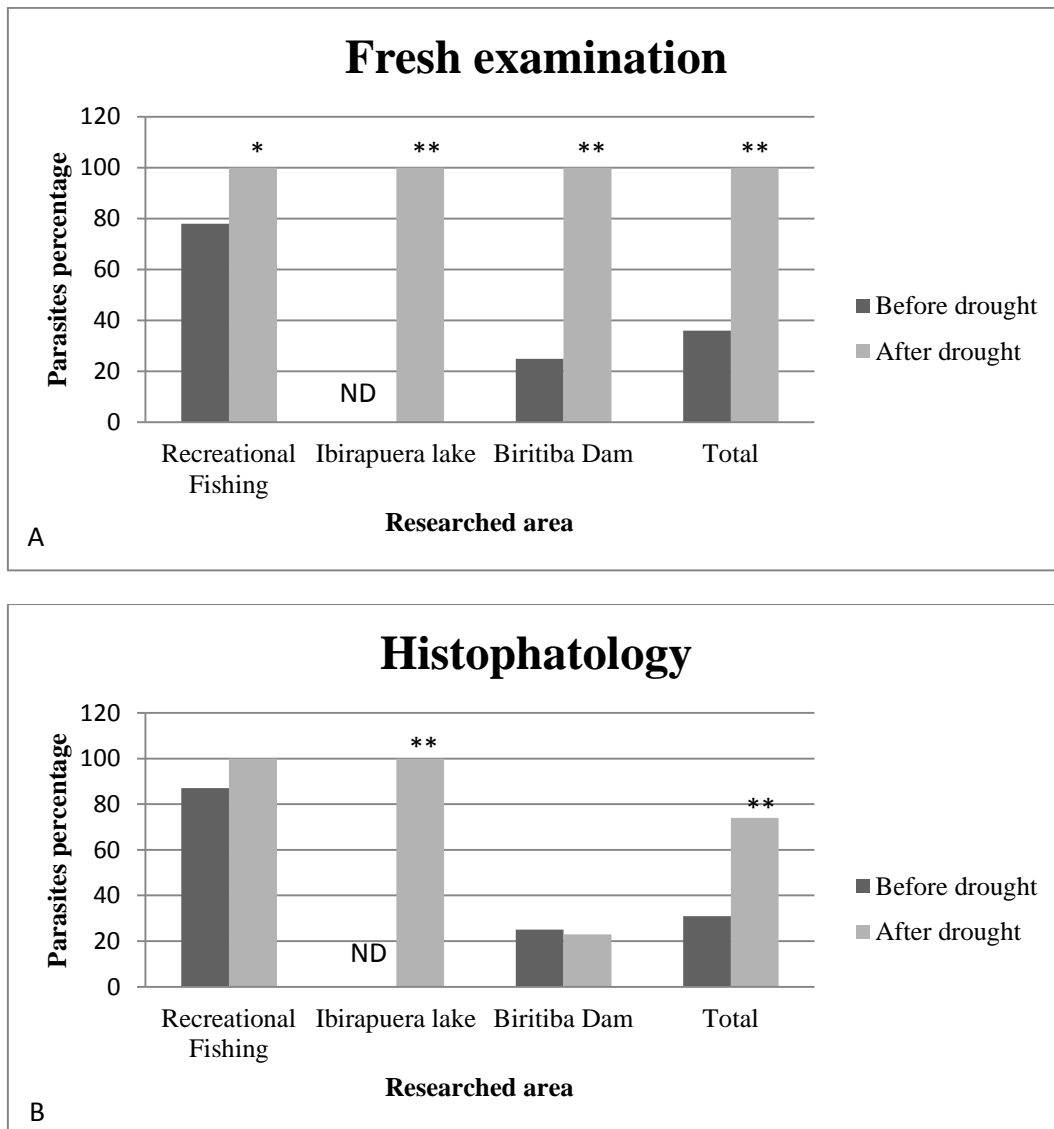 Fresh examination
120
100
80
60
40
20
0
Parasites percentage
* ** ** **
ND
Recreational Fishing
Ibirapuera lake
Biritiba Dam
Total
Researched area
Before drought
After drought
A
Histophatology
120
100
80
60
40
20
0
Parasites percentage
** **
ND
Recreational Fishing
Ibirapuera lake
Biritiba Dam
Total
Researched area
Before drought
After drought
B